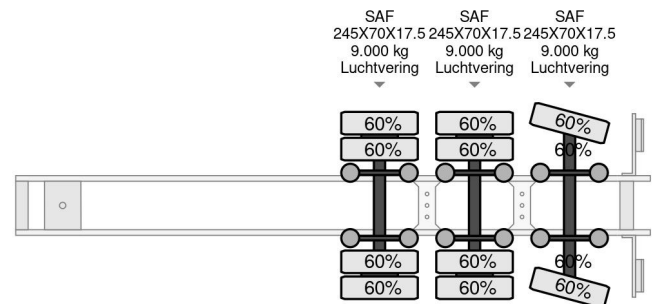 SAF SAF SAF
245X70X17.5 245X70X17.5 245X70X17.5
9.000 kg 9.000 kg 9.000 kg
Luchtvering Luchtvering Luchtvering
60% 60% 60%
60% 60% 60%
60% 60% 60%
60% 60% 60%